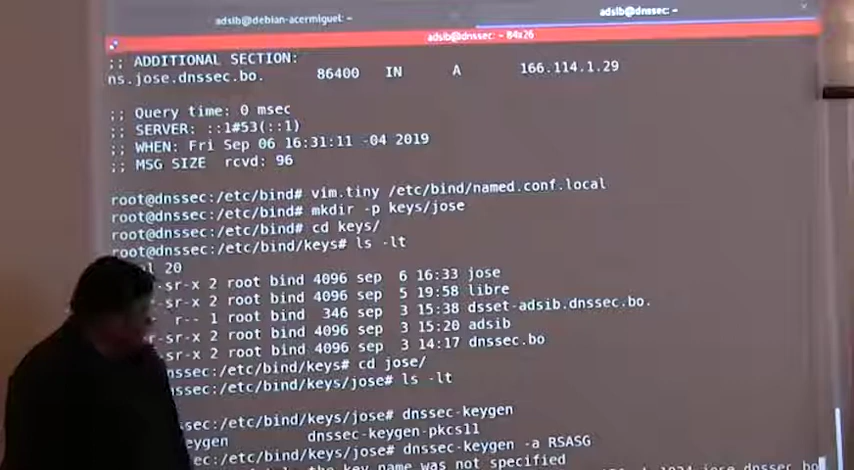 adsib@debian-acermiguel: ~
adsib@dnssec: ~
adsib@dnssec: ~ 84x26
;; ADDITIONAL SECTION:
ns.jose.dnssec.bo. 86400 IN A 166.114.1.29
;; Query time: 0 msec
;; SERVER: ::1#53(::1)
;; WHEN: Fri Sep 06 16:31:11 -04 2019
;; MSG SIZE rcvd: 96
root@dnssec:/etc/bind# vim.tiny /etc/bind/named.conf.local
root@dnssec:/etc/bind# mkdir -p keys/jose
root@dnssec:/etc/bind# cd keys/
root@dnssec:/etc/bind/keys# ls -lt
20
-sr-x 2 root bind 4096 sep 6 16:33 jose
-sr-x 2 root bind 4096 sep 5 19:58 libre
r-- 1 root bind 346 sep 3 15:38 dsset-adsib.dnssec.bo.
-sr-x 2 root bind 4096 sep 3 15:20 adsib
-sr-x 2 root bind 4096 sep 3 14:17 dnssec.bo
nssec:/etc/bind/keys# cd jose/
ssec:/etc/bind/keys/jose# ls -lt
ssec:/etc/bind/keys/jose# dnssec-keygen
eygen dnssec-keygen-pkcs11
sec:/etc/bind/keys/jose# dnssec-keygen -a RSASG
the key name was not specified